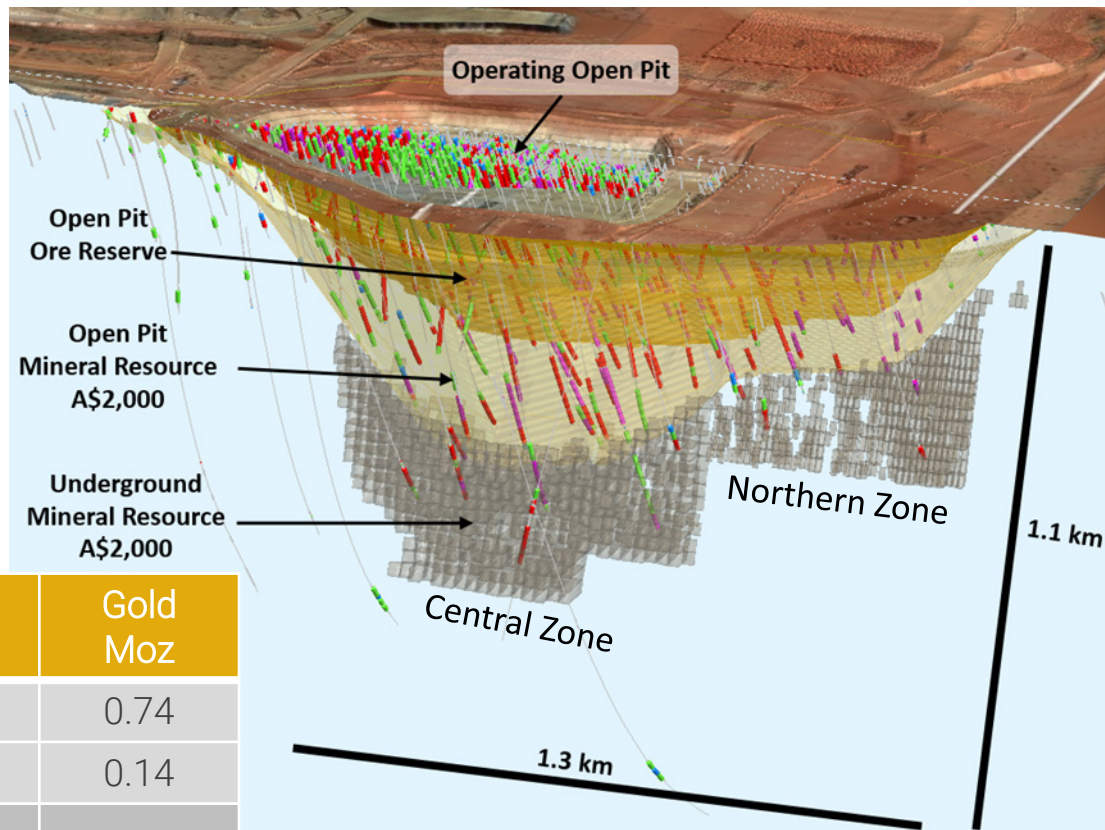 Operating Open Pit
Open Pit
Ore Reserve
Open Pit
Mineral Resource
A$2,000
Underground
Mineral Resource
A$2,000
Northern Zone
Central Zone
1.1 km
1.3 km
Gold
Moz
0.74
0.14